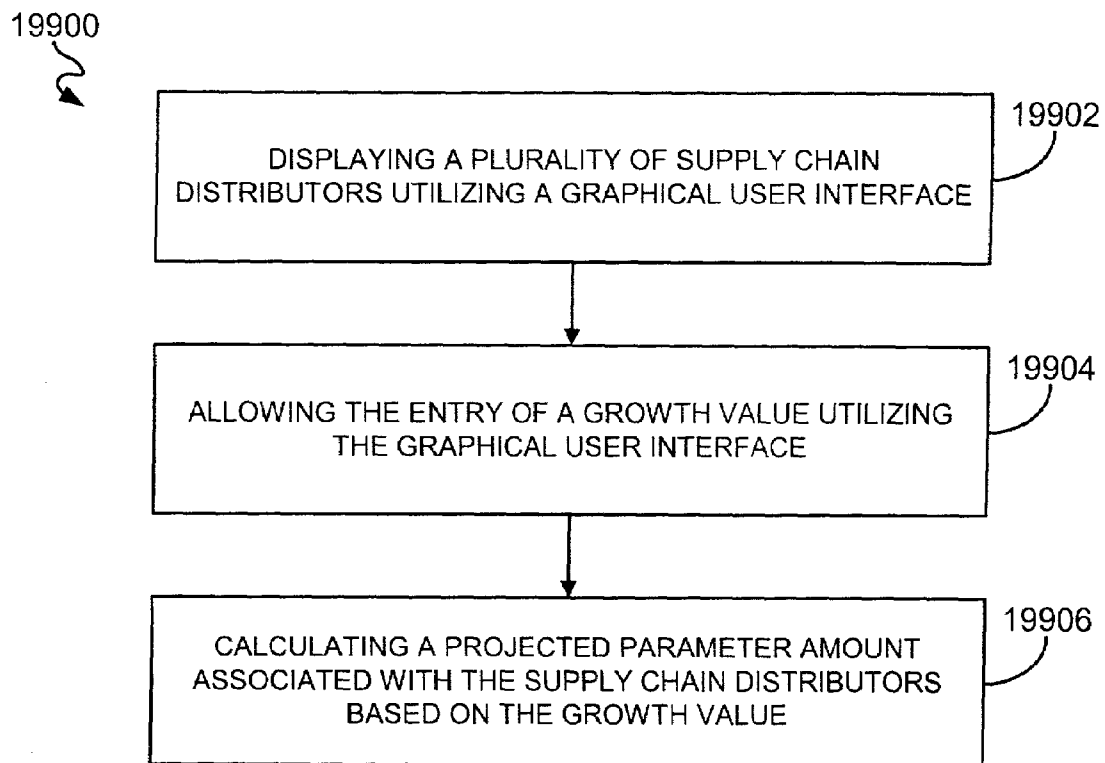 19900
19902
DISPLAYING A PLURALITY OF SUPPLY CHAIN
DISTRIBUTORS UTILIZING A GRAPHICAL USER INTERFACE
19904
ALLOWING THE ENTRY OF A GROWTH VALUE UTILIZING
THE GRAPHICAL USER INTERFACE
19906
CALCULATING A PROJECTED PARAMETER AMOUNT
ASSOCIATED WITH THE SUPPLY CHAIN DISTRIBUTORS
BASED ON THE GROWTH VALUE